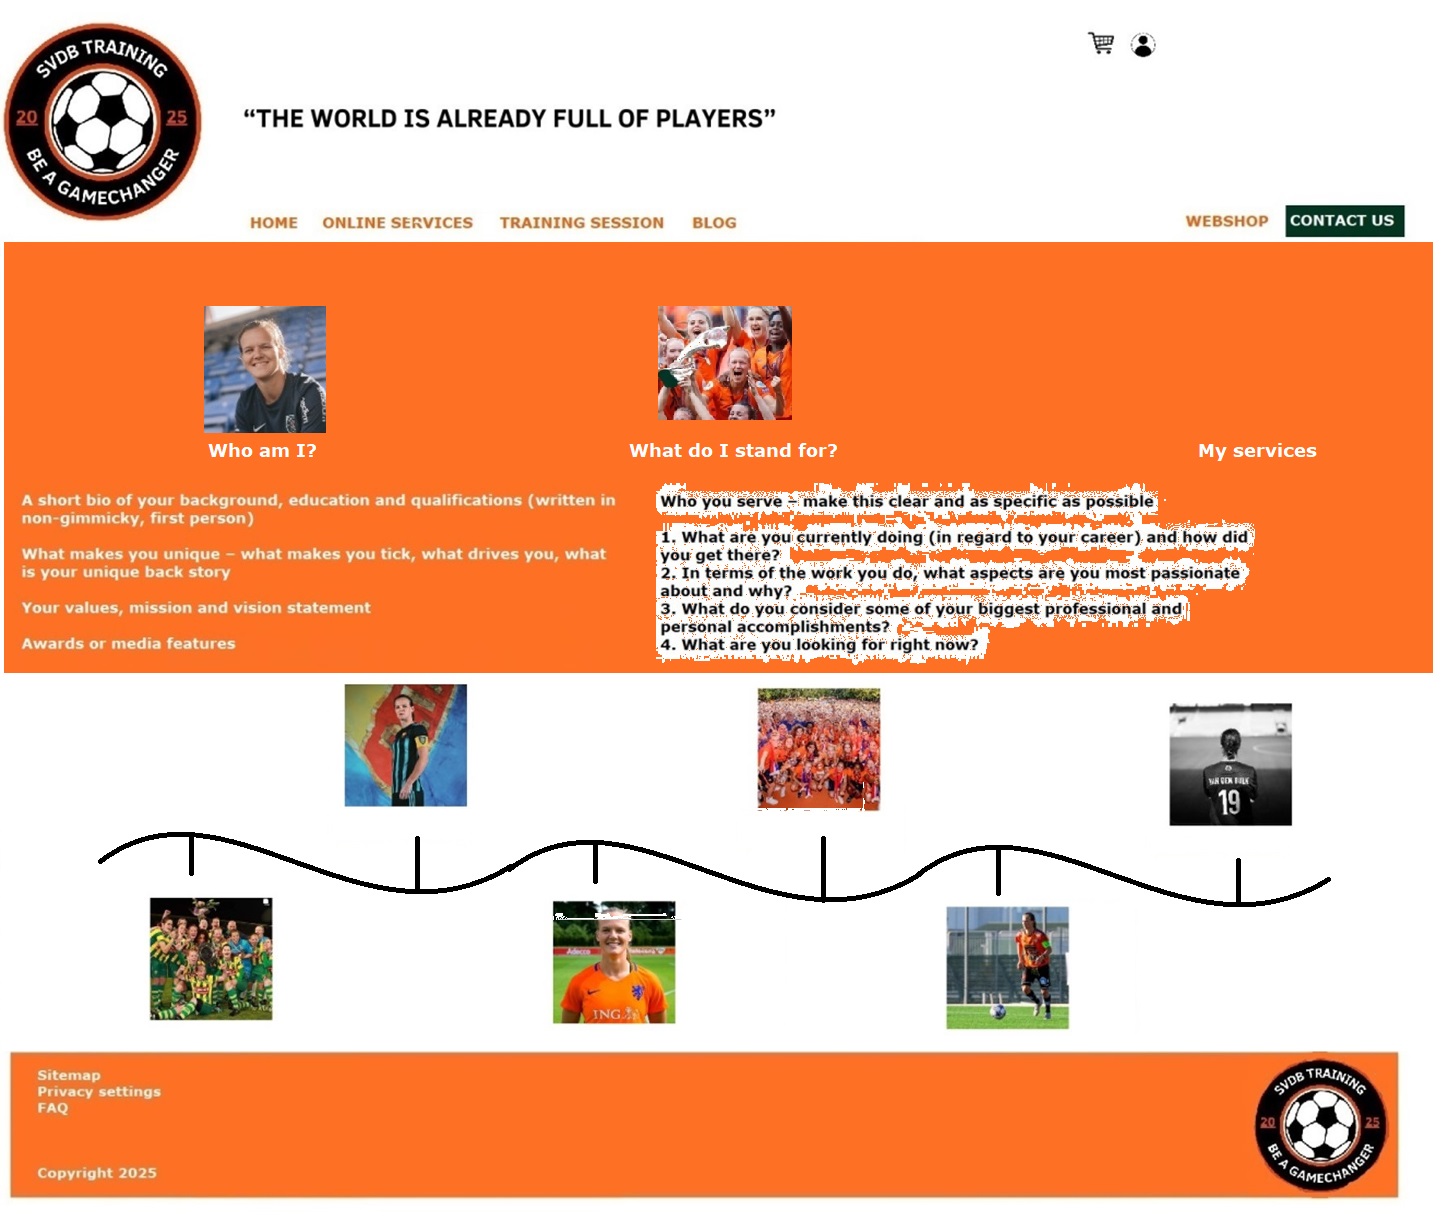 SVDB TRAINING
20 25
BE A GAMECHANGER
“THE WORLD IS ALREADY FULL OF PLAYERS”
HOME ONLINE SERVICES TRAINING SESSION BLOG WEBSHOP CONTACT US
Who am I?
A short bio of your background, education and qualifications (written in
non-gimmicky, first person)
What makes you unique – what makes you tick, what drives you, what
is your unique back story
Your values, mission and vision statement
Awards or media features
What do I stand for?
Who you serve – make this clear and as specific as possible
1. What are you currently doing (in regard to your career) and how did
you get there?
2. In terms of the work you do, what aspects are you most passionate
about and why?
3. What do you consider some of your biggest professional and
personal accomplishments?
4. What are you looking for right now?
My services
VAN DEN BULK
19
ING
Sitemap
Privacy settings
FAQ
Copyright 2025
SVDB TRAINING
20 25
BE A GAMECHANGER